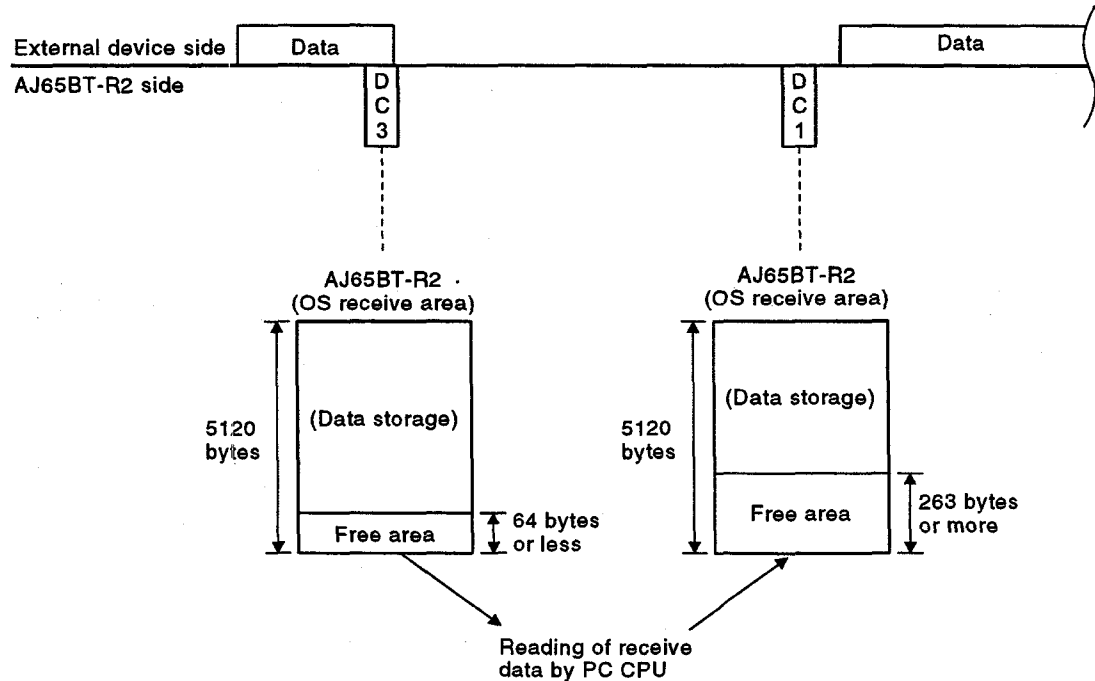 External device side
Data
Data
AJ65BT-R2 side
D
C
3
D
C
1
AJ65BT-R2
(OS receive area)
AJ65BT-R2
(OS receive area)
5120
bytes
(Data storage)
Free area
64 bytes
or less
5120
bytes
(Data storage)
Free area
263 bytes
or more
Reading of receive
data by PC CPU